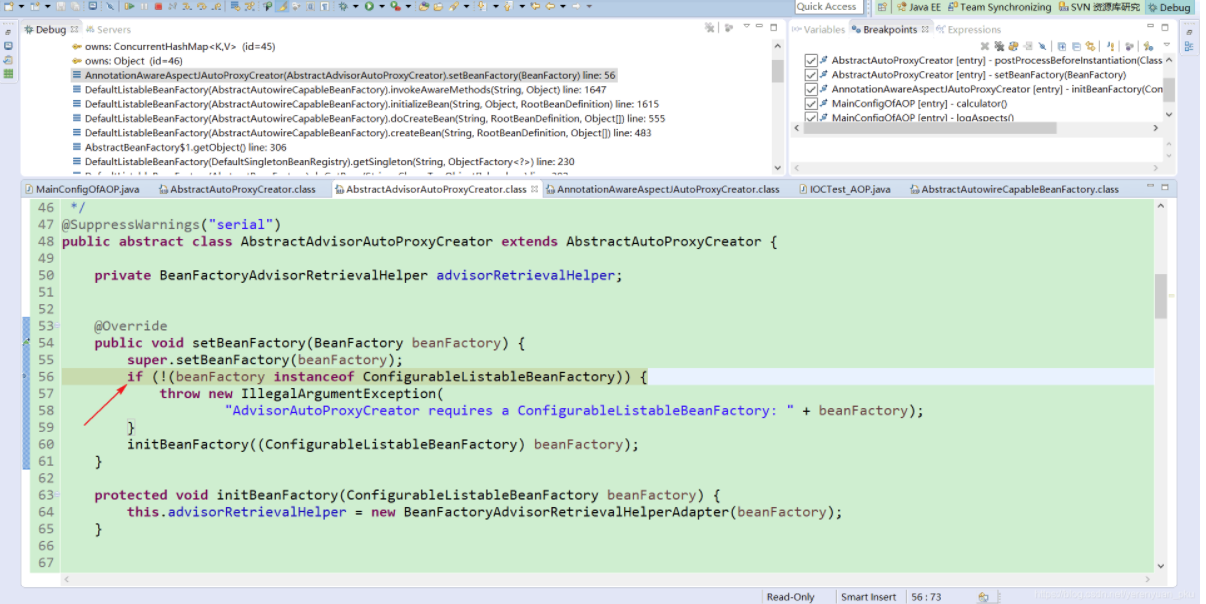 Quick Access
Java EE
Team Synchronizing
SVN 资源库研究
Debug
Debug
Servers
owns: ConcurrentHashMap<K,V> (id=45)
owns: Object (id=46)
AnnotationAwareAspectJAutoProxyCreator(AbstractAdvisorAutoProxyCreator).setBeanFactory(BeanFactory) line: 56
DefaultListableBeanFactory(AbstractAutowireCapableBeanFactory).invokeAwareMethods(String, Object) line: 1647
DefaultListableBeanFactory(AbstractAutowireCapableBeanFactory).initializeBean(String, Object, RootBeanDefinition) line: 1615
DefaultListableBeanFactory(AbstractAutowireCapableBeanFactory).doCreateBean(String, RootBeanDefinition, Object[]) line: 555
DefaultListableBeanFactory(AbstractAutowireCapableBeanFactory).createBean(String, RootBeanDefinition, Object[]) line: 483
AbstractBeanFactory$1.getObject() line: 306
DefaultListableBeanFactory(DefaultSingletonBeanRegistry).getSingleton(String, ObjectFactory<?>) line: 230
Variables
Breakpoints
Expressions
AbstractAutoProxyCreator [entry] - postProcessBeforeInstantiation(Class
AbstractAutoProxyCreator [entry] - setBeanFactory(BeanFactory)
AnnotationAwareAspectJAutoProxyCreator [entry] - initBeanFactory(Con
MainConfigOfAOP [entry] - calculator()
MainConfigOfAOP [entry] - logAspects()
MainConfigOfAOP.java
AbstractAutoProxyCreator.class
AbstractAdvisorAutoProxyCreator.class
AnnotationAwareAspectJAutoProxyCreator.class
IOCTest_AOP.java
AbstractAutowireCapableBeanFactory.class
46 */
47 @SuppressWarnings("serial")
48 public abstract class AbstractAdvisorAutoProxyCreator extends AbstractAutoProxyCreator {
49
50 private BeanFactoryAdvisorRetrievalHelper advisorRetrievalHelper;
51
52
53 @Override
54 public void setBeanFactory(BeanFactory beanFactory) {
55 super.setBeanFactory(beanFactory);
56 if (!(beanFactory instanceof ConfigurableListableBeanFactory)) {
57 throw new IllegalArgumentException(
58 "AdvisorAutoProxyCreator requires a ConfigurableListableBeanFactory: " + beanFactory);
59 }
60 initBeanFactory((ConfigurableListableBeanFactory) beanFactory);
61 }
62
63 protected void initBeanFactory(ConfigurableListableBeanFactory beanFactory) {
64 this.advisorRetrievalHelper = new BeanFactoryAdvisorRetrievalHelperAdapter(beanFactory);
65 }
66
67
Read-Only
Smart Insert
56 : 73